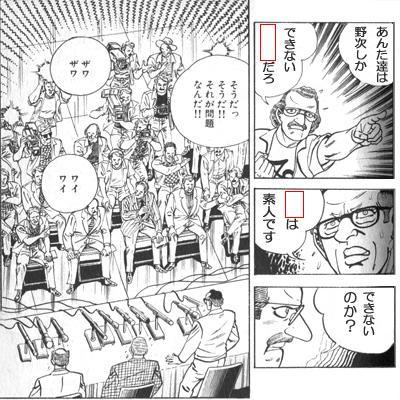 あんた達は
野次しか
できない
だろ
は
素人です
できない
のか?
そうだっ
そうだ!!
それが問題
なんだ!!
ザワ
ザワ
ワイ
ワイ